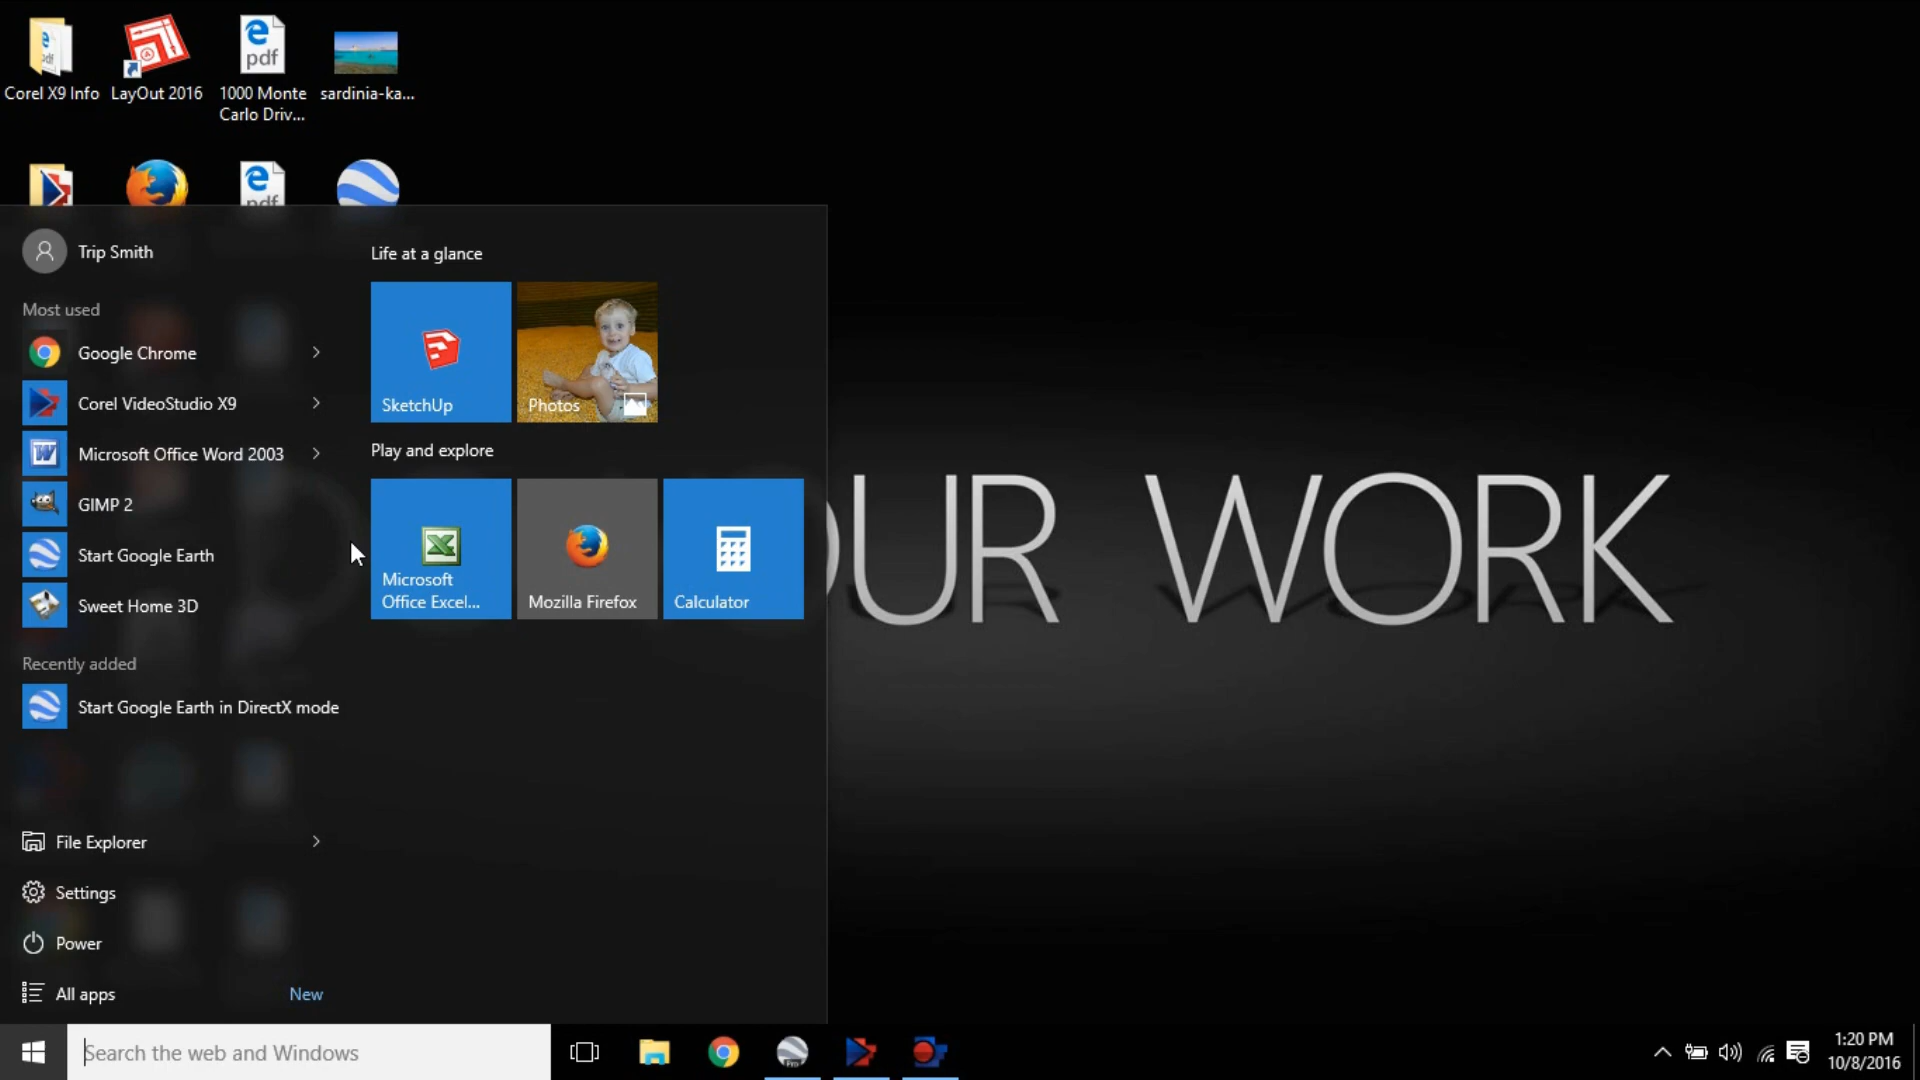 Corel X9 Info
LayOut 2016
pdf
1000 Monte
Carlo Driv...
sardinia-ka...
Trip Smith
Most used
Google Chrome
Corel VideoStudio X9
Microsoft Office Word 2003
GIMP 2
Start Google Earth
Sweet Home 3D
Recently added
Start Google Earth in DirectX mode
File Explorer
Settings
Power
All apps
New
Life at a glance
SketchUp
Photos
Play and explore
Microsoft
Office Excel...
Mozilla Firefox
Calculator
OUR WORK
Search the web and Windows
1:20 PM
10/8/2016